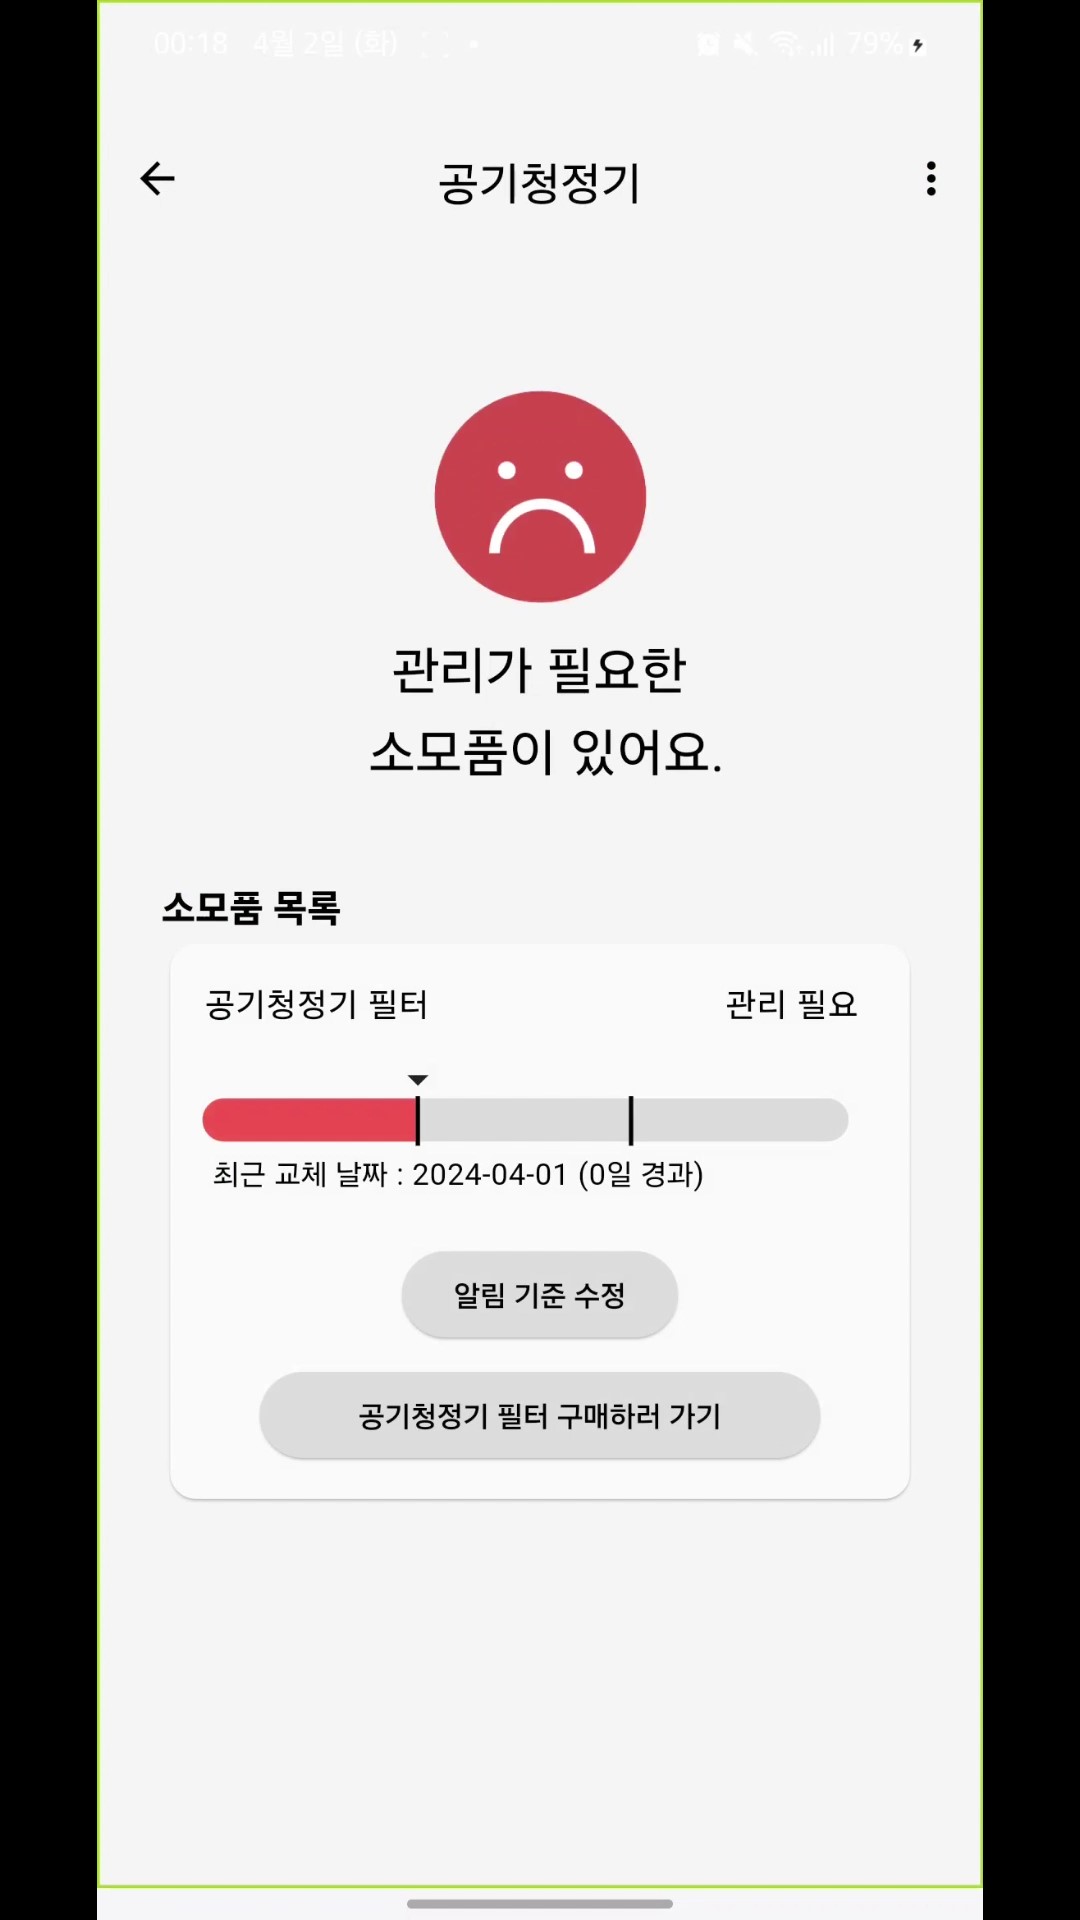 00:18 4월 2일 (화) 79%
공기청정기
관리가 필요한
소모품이 있어요.
소모품 목록
공기청정기 필터 관리 필요
최근 교체 날짜 : 2024-04-01 (0일 경과)
알림 기준 수정
공기청정기 필터 구매하러 가기